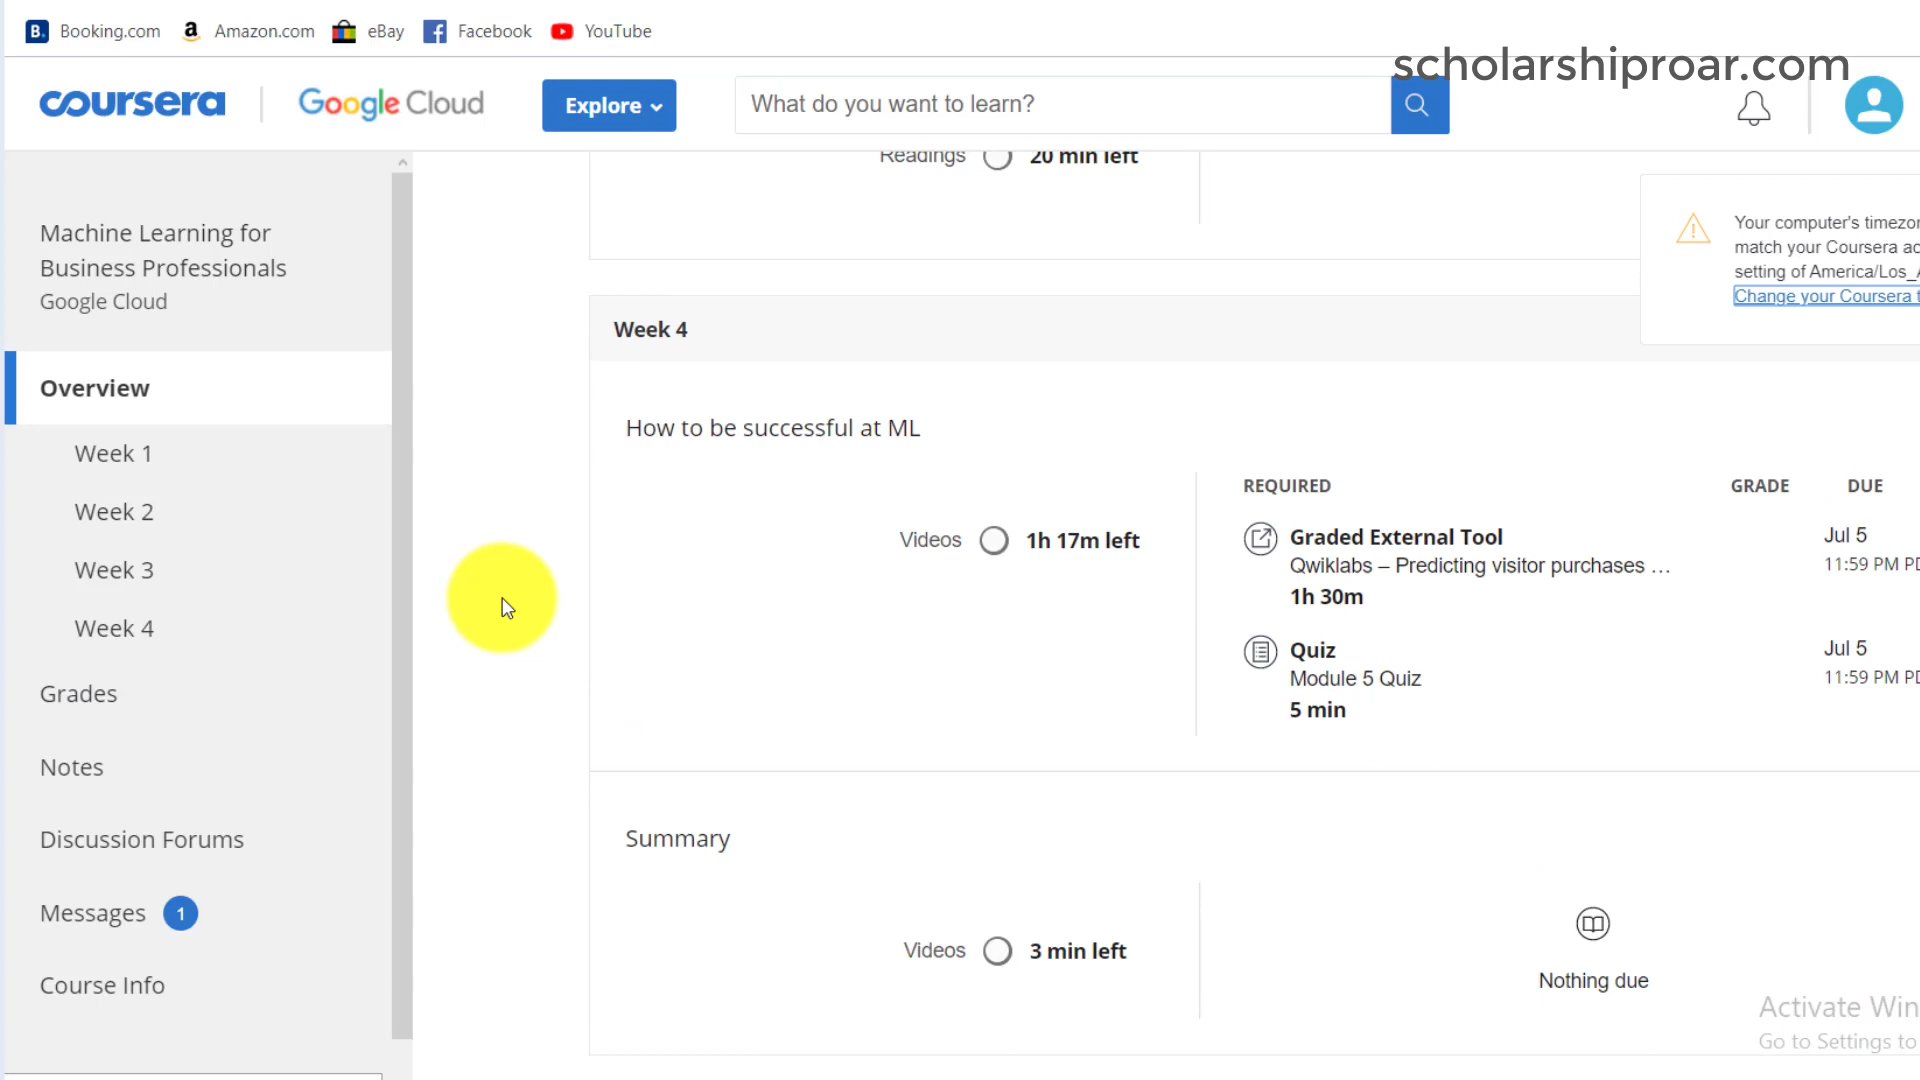 Booking.com Amazon.com eBay Facebook YouTube
scholarshiproar.com
coursera Google Cloud Explore What do you want to learn?
Readings 20 min left
Your computer's timezon
match your Coursera ac
setting of America/Los_A
Change your Coursera t
Machine Learning for
Business Professionals
Google Cloud
Overview
Week 1
Week 2
Week 3
Week 4
Grades
Notes
Discussion Forums
Messages 1
Course Info
Week 4
How to be successful at ML
Videos 1h 17m left
REQUIRED GRADE DUE
Graded External Tool Jul 5
Qwiklabs – Predicting visitor purchases … 11:59 PM PD
1h 30m
Quiz Jul 5
Module 5 Quiz 11:59 PM PD
5 min
Summary
Videos 3 min left
Nothing due
Activate Win
Go to Settings to